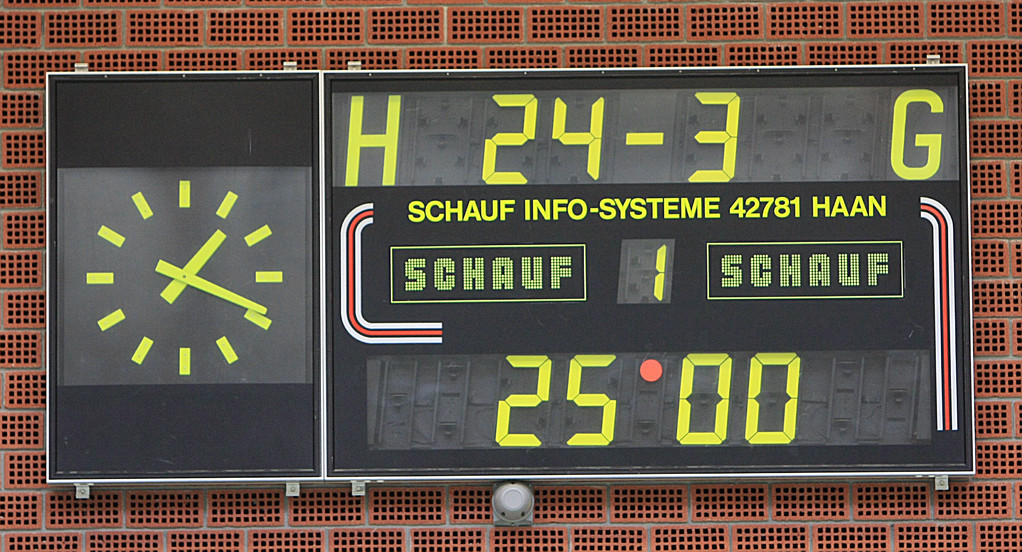 H 24-3 G
SCHAUF INFO-SYSTEME 42781 HAAN
SCHAUF 1 SCHAUF
25 00